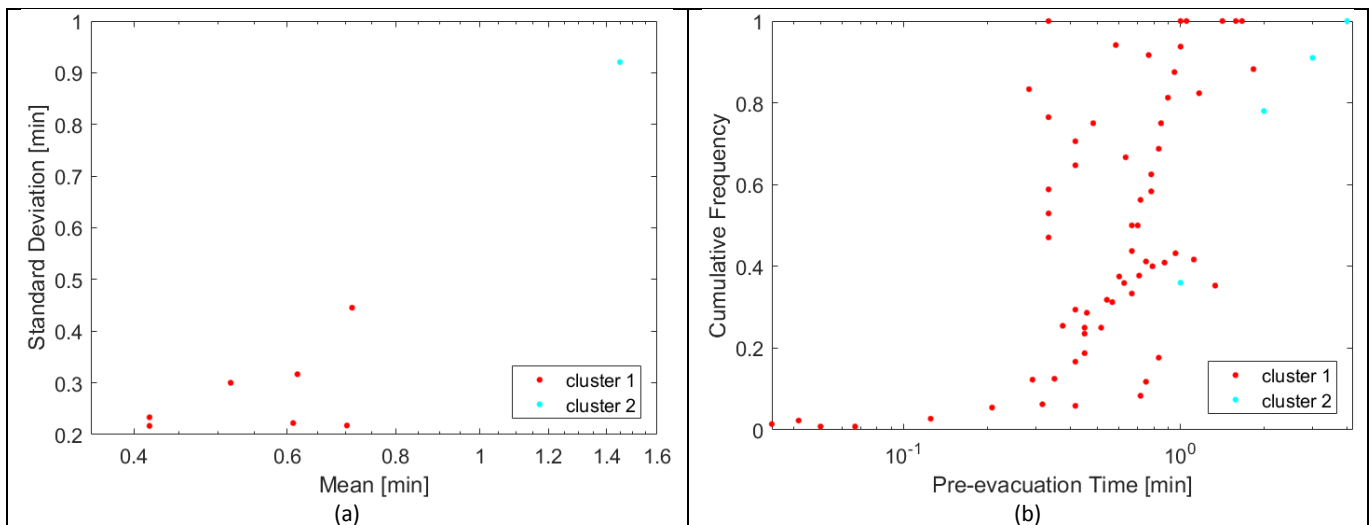 1
0.9
0.8
0.7
0.6
0.5
0.4
0.3
0.2
Standard Deviation [min]
0.4 0.6 0.8 1 1.2 1.4 1.6
Mean [min]
cluster 1
cluster 2
(a)
1
0.8
0.6
0.4
0.2
0
Cumulative Frequency
10-1 100
Pre-evacuation Time [min]
cluster 1
cluster 2
(b)